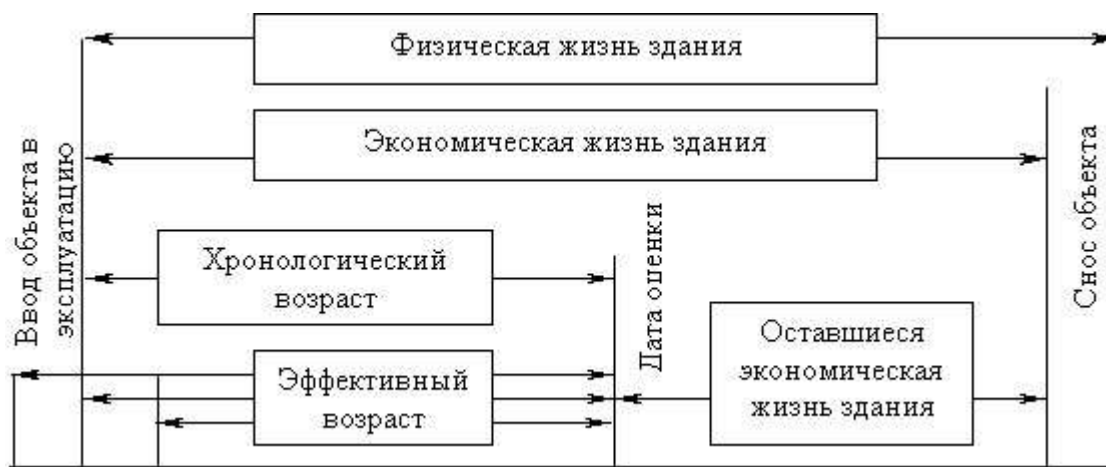 Физическая жизнь здания
Экономическая жизнь здания
Ввод объекта в
эксплуатацию
Хронологический
возраст
Эффективный
возраст
Дата оценки
Оставшиеся
экономическая
жизнь здания
Снос объекта